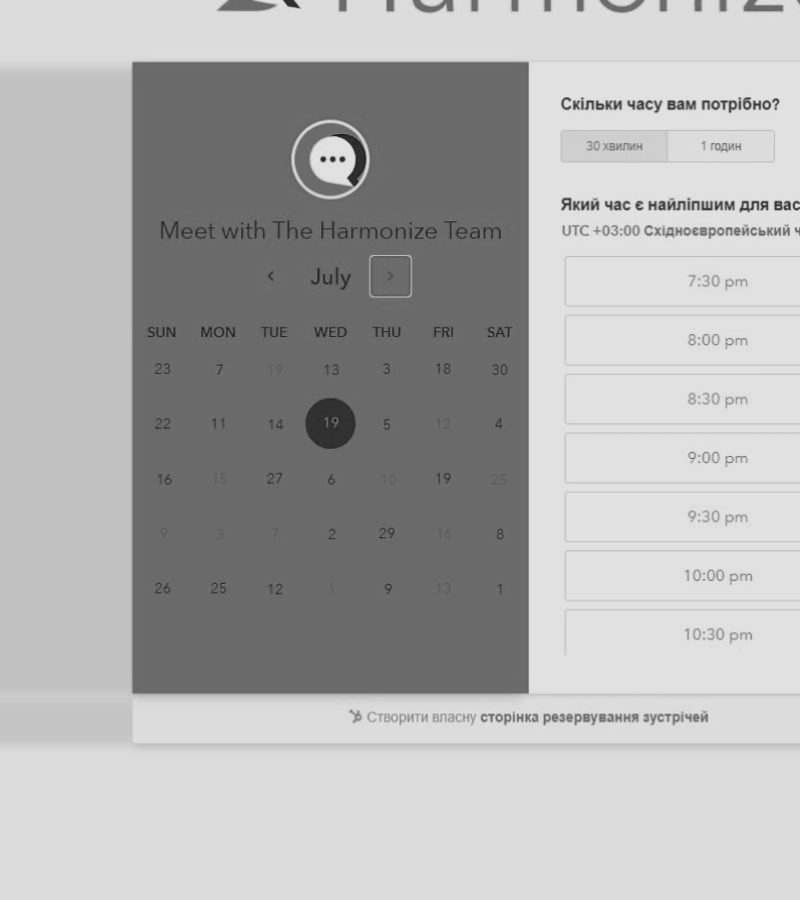 Meet with The Harmonize Team
July
SUN MON TUE WED THU FRI SAT
23 7 19 13 3 18 30
22 11 14 19 5 12 4
16 15 27 6 10 19 25
9 3 7 2 29 16 8
26 25 12 1 9 13 1
Скільки часу вам потрібно?
30 хвилин 1 годин
Який час є найліпшим для вас
UTC +03:00 Східноєвропейський ч
7:30 pm
8:00 pm
8:30 pm
9:00 pm
9:30 pm
10:00 pm
10:30 pm
Створити власну сторінка резервування зустрічей